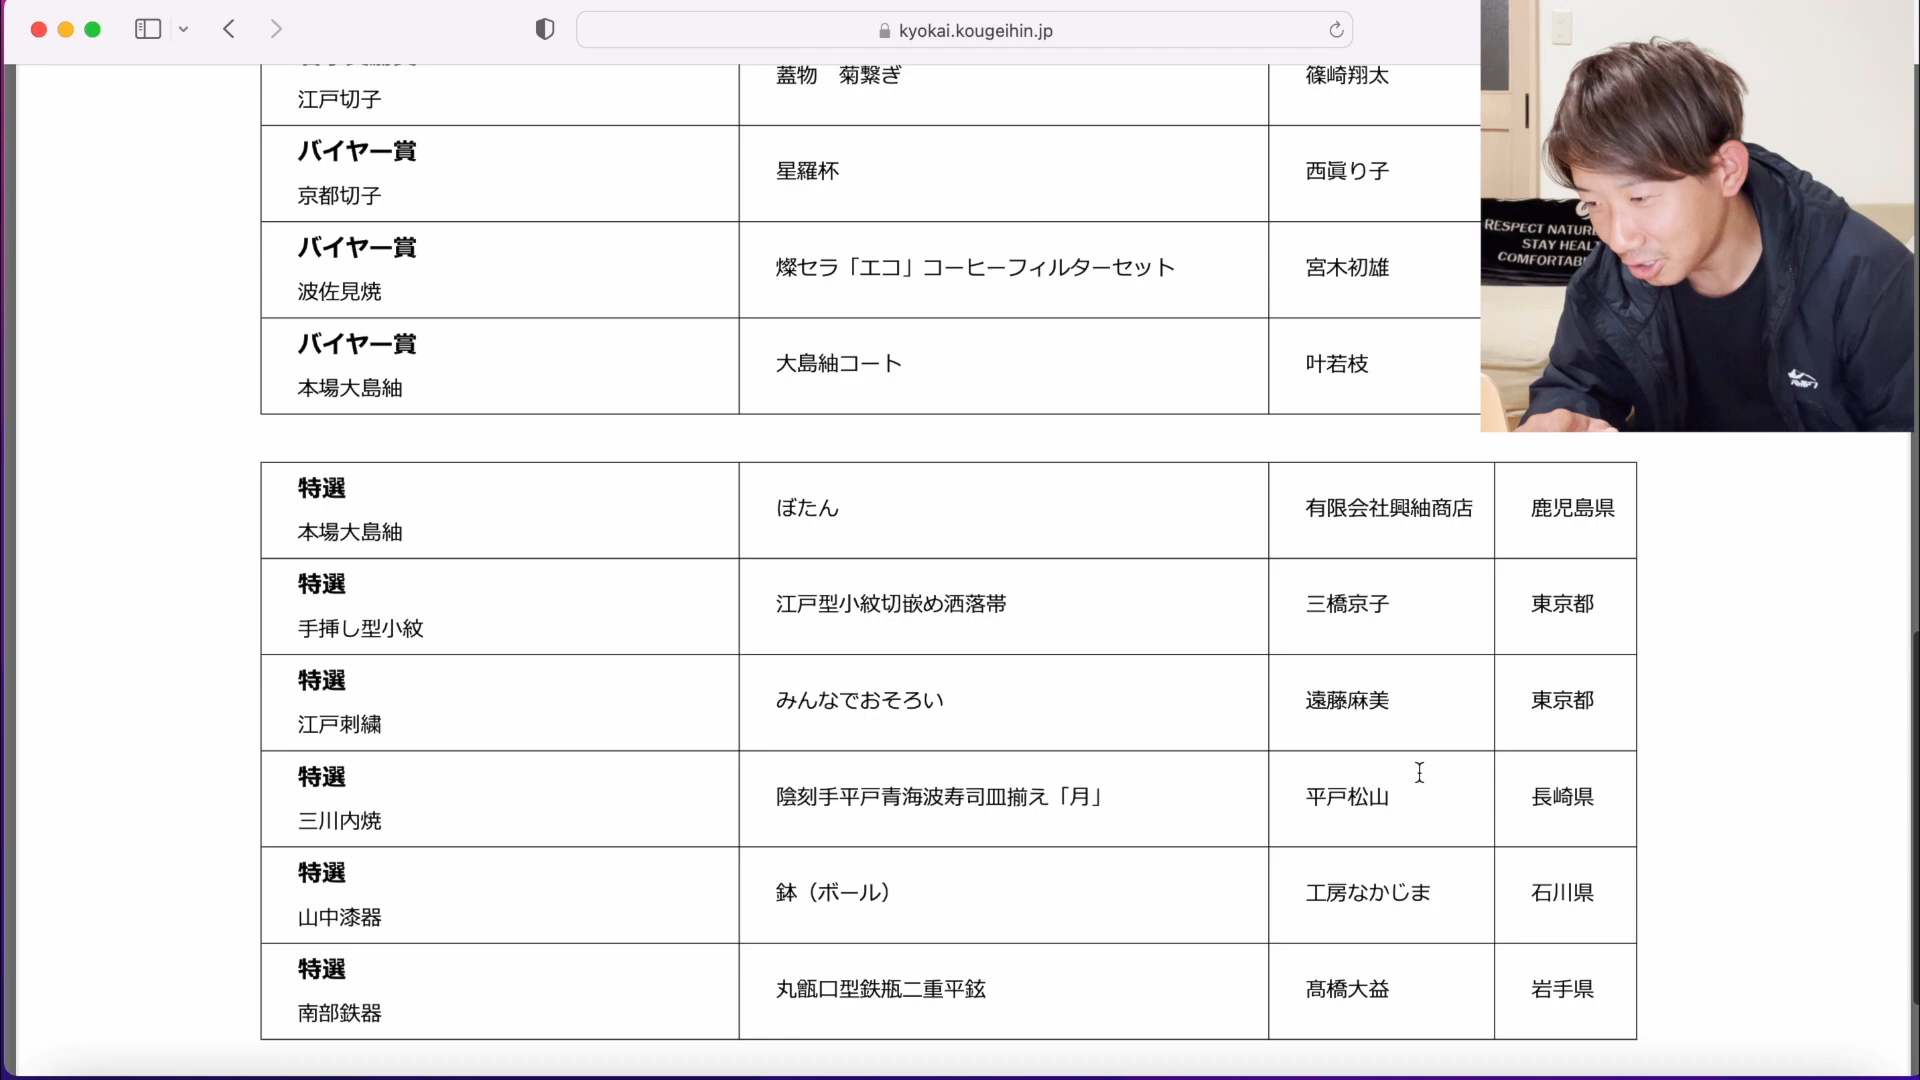 kyokai.kougeihin.jp
江戸切子
蓋物　菊繋ぎ
篠崎翔太
バイヤー賞
京都切子
星羅杯
西眞り子
バイヤー賞
波佐見焼
燦セラ「エコ」コーヒーフィルターセット
宮木初雄
バイヤー賞
本場大島紬
大島紬コート
叶若枝
RESPECT NATURE
STAY HEAL
COMFORTAB
特選
本場大島紬
ぼたん
有限会社興紬商店
鹿児島県
特選
手挿し型小紋
江戸型小紋切嵌め洒落帯
三橋京子
東京都
特選
江戸刺繍
みんなでおそろい
遠藤麻美
東京都
特選
三川内焼
陰刻手平戸青海波寿司皿揃え「月」
平戸松山
長崎県
特選
山中漆器
鉢（ボール）
工房なかじま
石川県
特選
南部鉄器
丸甑口型鉄瓶二重平鉉
髙橋大益
岩手県